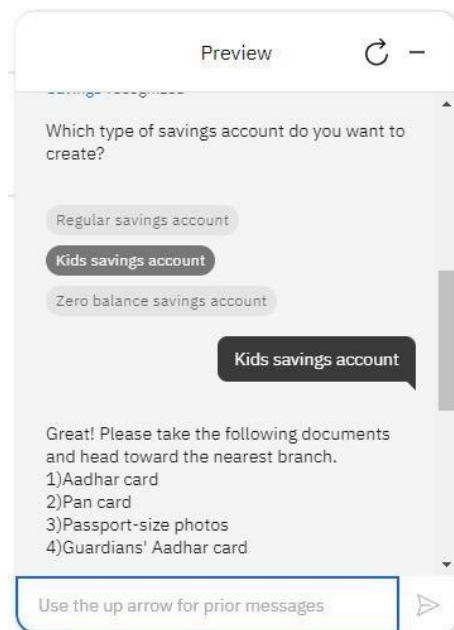 Preview
Which type of savings account do you want to
create?
Regular savings account
Kids savings account
Zero balance savings account
Kids savings account
Great! Please take the following documents
and head toward the nearest branch.
1)Aadhar card
2)Pan card
3)Passport-size photos
4)Guardians' Aadhar card
Use the up arrow for prior messages